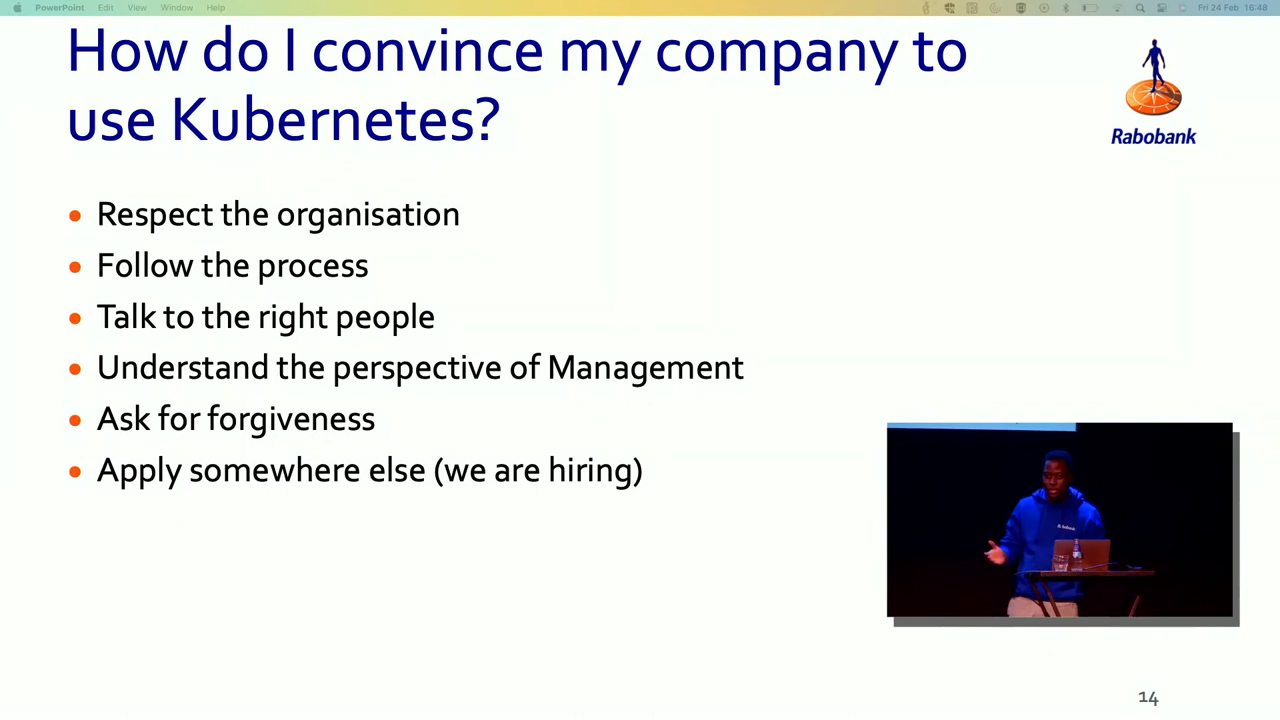 PowerPoint Edit View Window Help Fri 24 Feb 16:48
How do I convince my company to
use Kubernetes?
Rabobank
• Respect the organisation
• Follow the process
• Talk to the right people
• Understand the perspective of Management
• Ask for forgiveness
• Apply somewhere else (we are hiring)
14